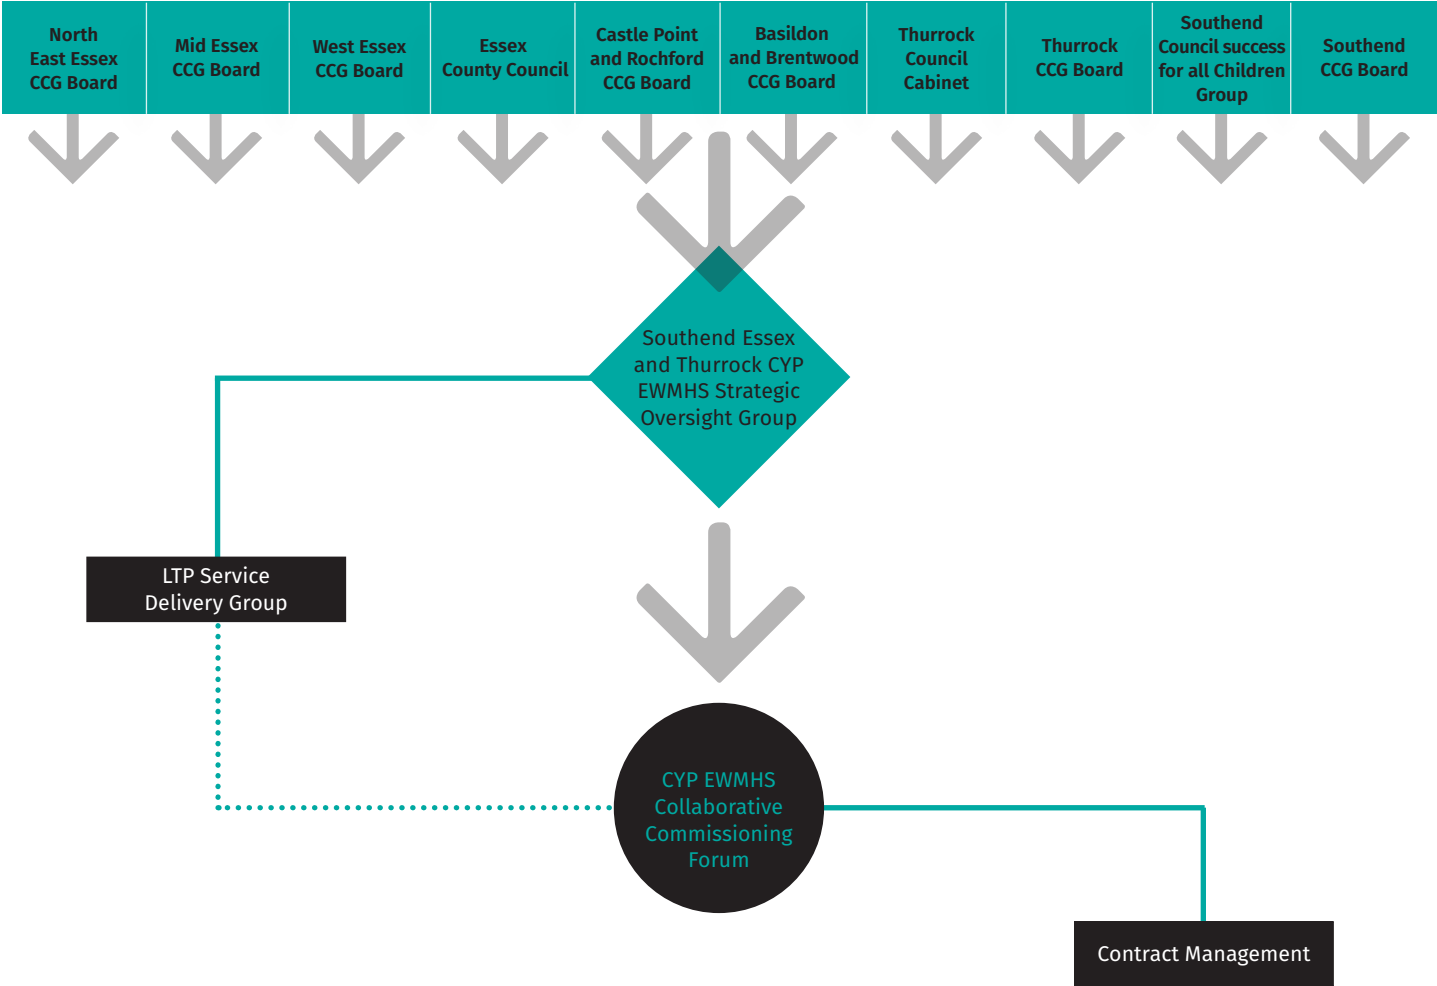 North
East Essex
CCG Board
Mid Essex
CCG Board
West Essex
CCG Board
Essex
County Council
Castle Point
and Rochford
CCG Board
Basildon
and Brentwood
CCG Board
Thurrock
Council
Cabinet
Thurrock
CCG Board
Southend
Council success
for all Children
Group
Southend
CCG Board
Southend Essex
and Thurrock CYP
EWMHS Strategic
Oversight Group
LTP Service
Delivery Group
CYP EWMHS
Collaborative
Commissioning
Forum
Contract Management